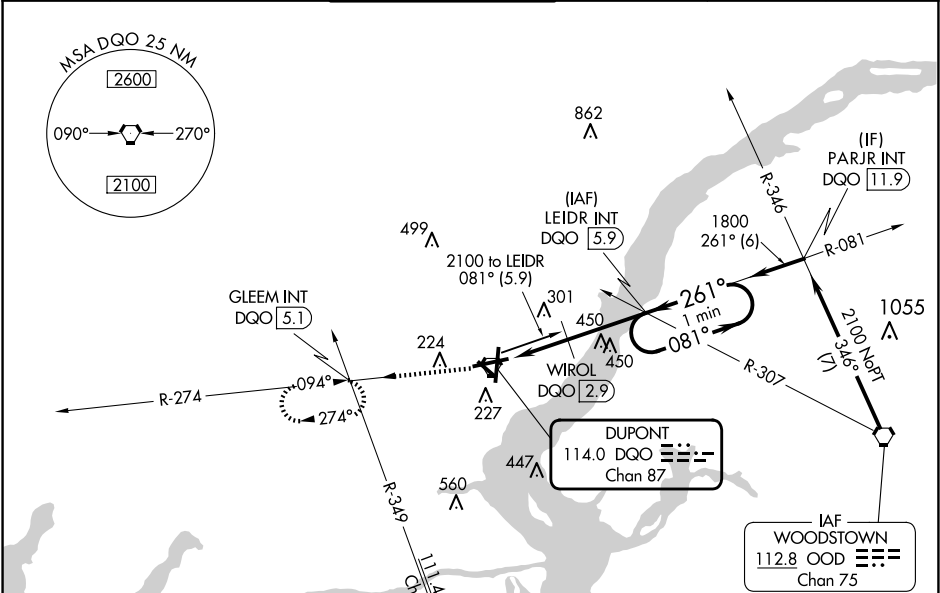 MSA DQO 25 NM
2600
090°
270°
2100
862
(IF)
PARJR INT
DQO 11.9
R-346
(IAF)
LEIDR INT
DQO 5.9
1800
261° (6)
R-081
499
2100 to LEIDR
081° (5.9)
GLEEM INT
DQO 5.1
301
261°
1 min
081°
1055
2100 NoPT
346°
(7)
450
450
224
WIROL
DQO 2.9
R-307
094°
R-274
274°
227
DUPONT
114.0 DQO
Chan 87
447
560
R-349
IAF
WOODSTOWN
112.8 OOD
Chan 75
111.4